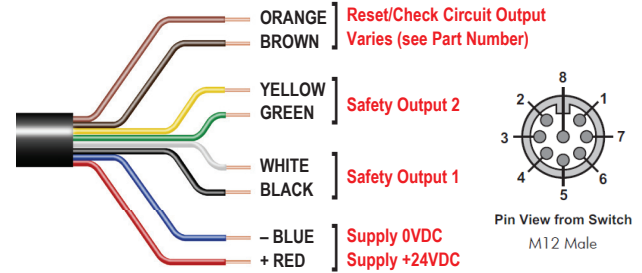 ORANGE
BROWN
Reset/Check Circuit Output
Varies (see Part Number)
YELLOW
GREEN
Safety Output 2
WHITE
BLACK
Safety Output 1
– BLUE
+ RED
Supply 0VDC
Supply +24VDC
8
2
1
3
7
4
6
5
Pin View from Switch
M12 Male